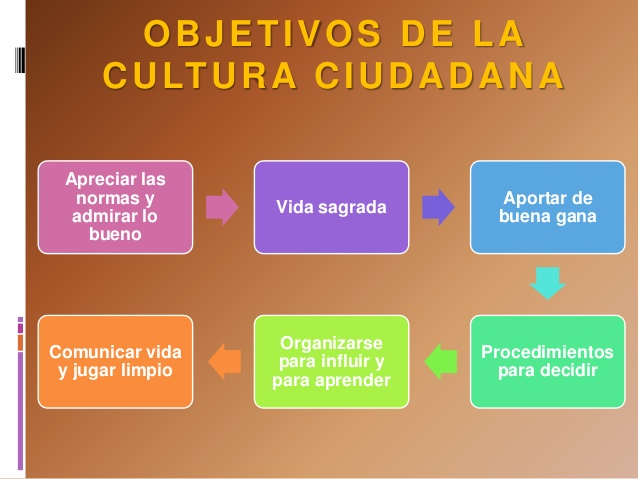 OBJETIVOS DE LA
CULTURA CIUDADANA
Apreciar las
normas y
admirar lo
bueno
Vida sagrada
Aportar de
buena gana
Procedimientos
para decidir
Organizarse
para influir y
para aprender
Comunicar vida
y jugar limpio